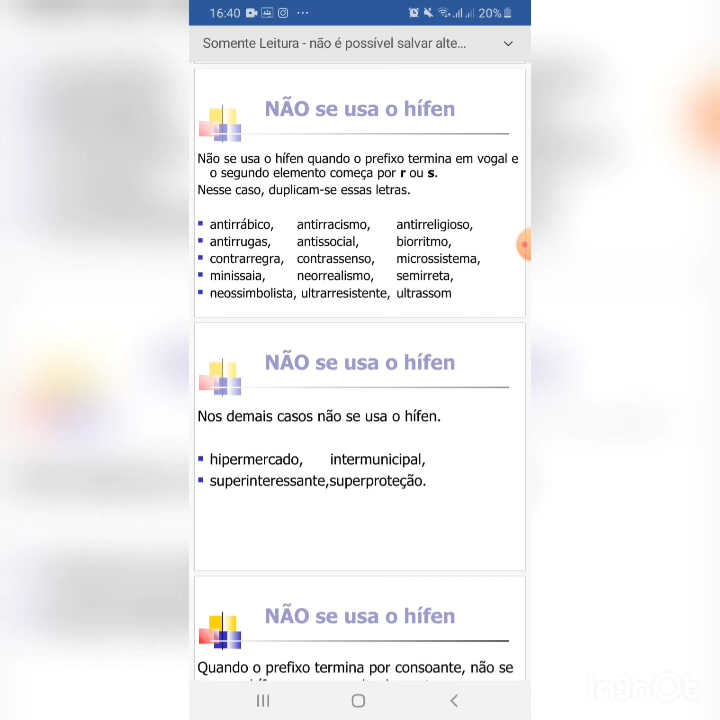 16:40 ... 20%
Somente Leitura - não é possível salvar alte...
NÃO se usa o hífen
Não se usa o hífen quando o prefixo termina em vogal e
o segundo elemento começa por r ou s.
Nesse caso, duplicam-se essas letras.
antirrábico, antirracismo, antirreligioso,
antirrugas, antissocial, biorritmo,
contrarregra, contrassenso, microssistema,
minissaia, neorrealismo, semirreta,
neossimbolista, ultrarresistente, ultrassom
NÃO se usa o hífen
Nos demais casos não se usa o hífen.
hipermercado, intermunicipal,
superinteressante,superproteção.
NÃO se usa o hífen
Quando o prefixo termina por consoante, não se
InShOt